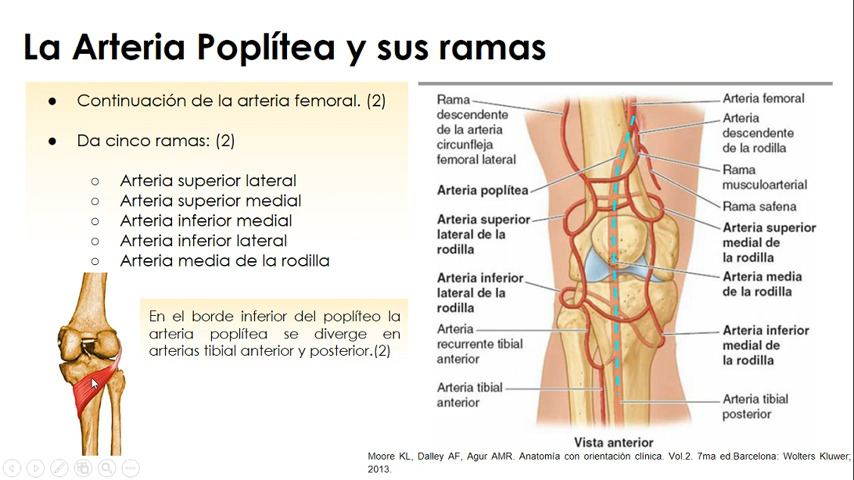 La Arteria Poplítea y sus ramas
● Continuación de la arteria femoral. (2)
● Da cinco ramas: (2)
○ Arteria superior lateral
○ Arteria superior medial
○ Arteria inferior medial
○ Arteria inferior lateral
○ Arteria media de la rodilla
En el borde inferior del poplíteo la
arteria poplítea se diverge en
arterias tibial anterior y posterior.(2)
Rama
descendente
de la arteria
circunfleja
femoral lateral
Arteria poplítea
Arteria superior
lateral de la
rodilla
Arteria inferior
lateral de la
rodilla
Arteria
recurrente tibial
anterior
Arteria tibial
anterior
Arteria femoral
Arteria
descendente
de la rodilla
Rama
musculoarterial
Rama safena
Arteria superior
medial de
la rodilla
Arteria media
de la rodilla
Arteria inferior
medial de
la rodilla
Arteria tibial
posterior
Vista anterior
Moore KL, Dalley AF, Agur AMR. Anatomía con orientación clínica. Vol.2. 7ma ed.Barcelona: Wolters Kluwer;
2013.